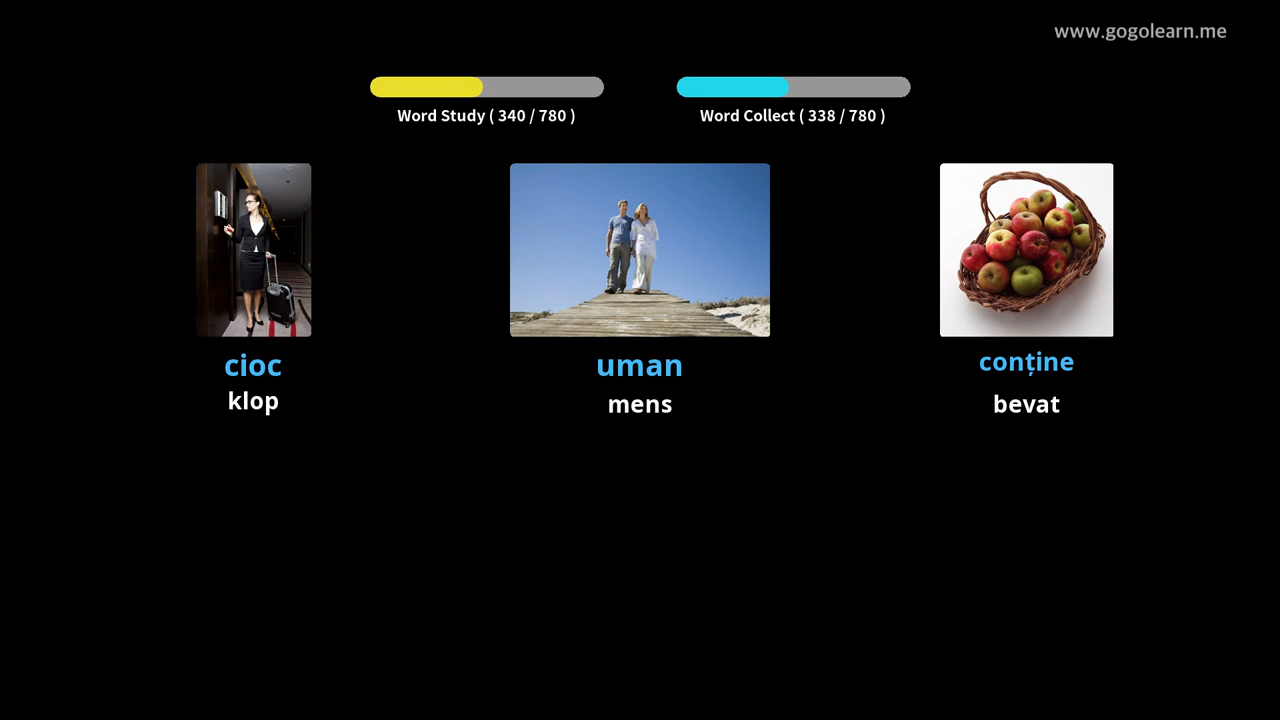 www.gogolearn.me
Word Study ( 340 / 780 )
Word Collect ( 338 / 780 )
cioc
klop
uman
mens
conține
bevat